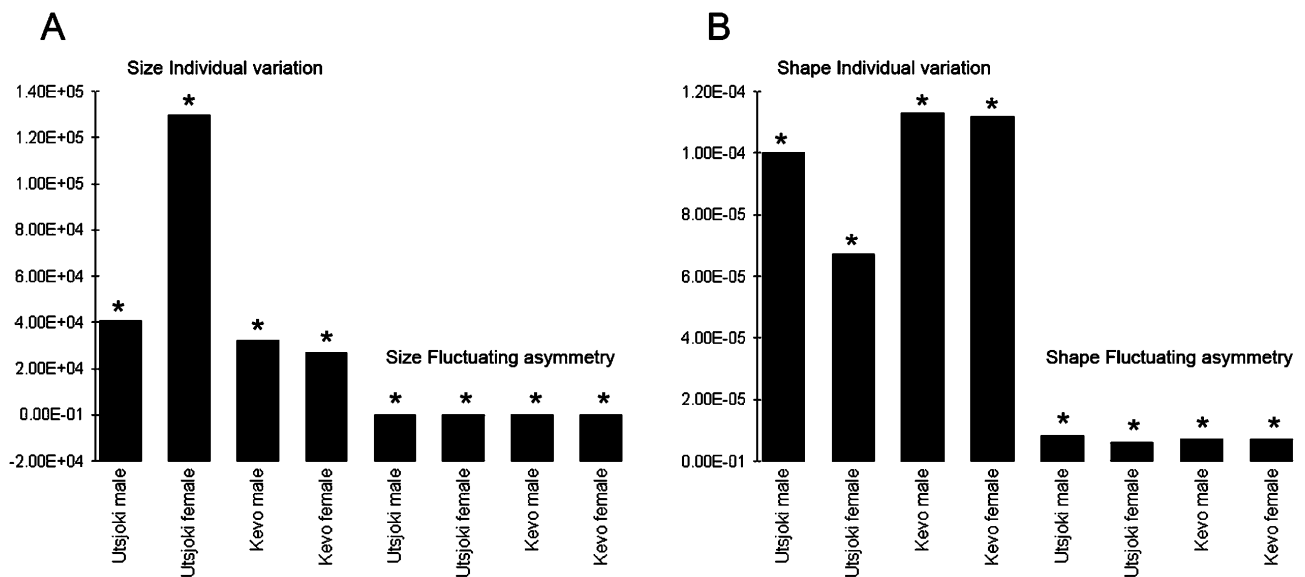 A
Size Individual variation
1.40E+05
1.20E+05
1.00E+05
8.00E+04
6.00E+04
4.00E+04
2.00E+04
0.00E-01
-2.00E+04
*
*
*
*
Size Fluctuating asymmetry
*
*
*
*
Utsjoki male
Utsjoki female
Kevo male
Kevo female
Utsjoki male
Utsjoki female
Kevo male
Kevo female
B
Shape Individual variation
1.20E-04
1.00E-04
8.00E-05
6.00E-05
4.00E-05
2.00E-05
0.00E-01
*
*
*
*
Shape Fluctuating asymmetry
*
*
*
*
Utsjoki male
Utsjoki female
Kevo male
Kevo female
Utsjoki male
Utsjoki female
Kevo male
Kevo female